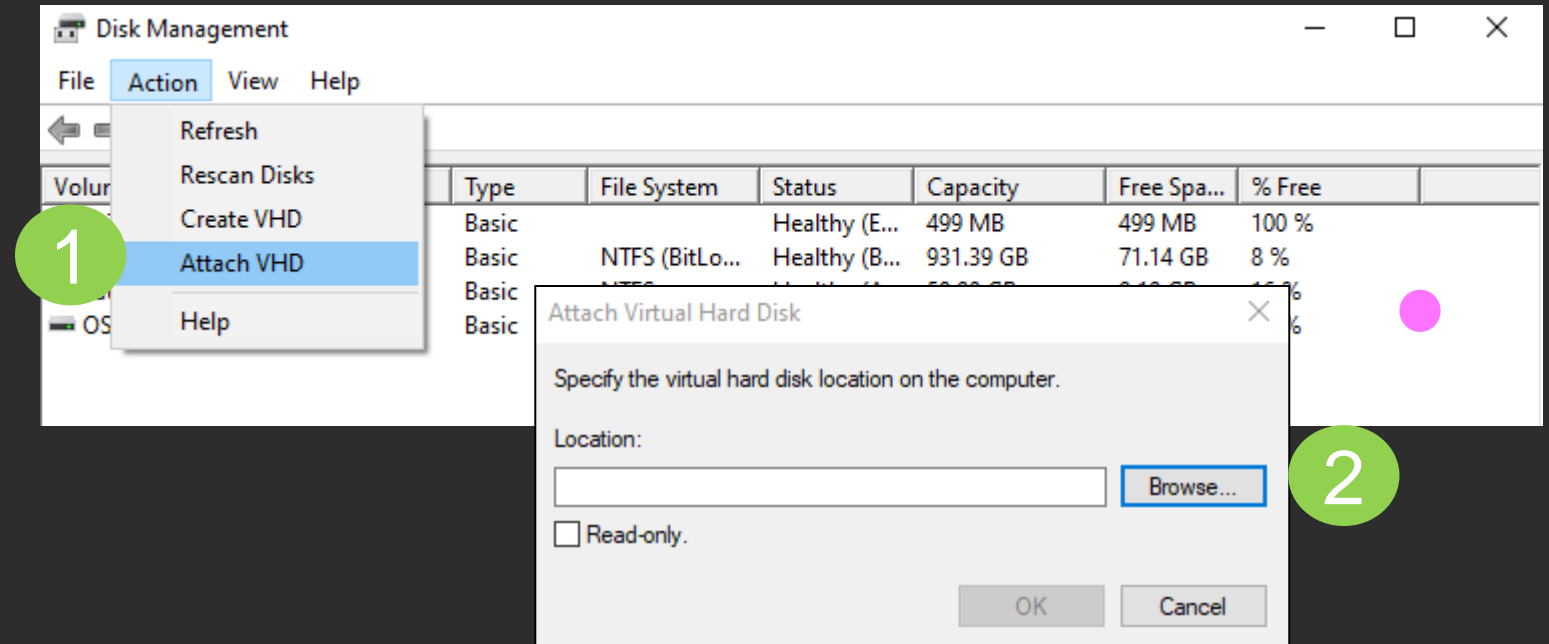 Disk Management
File Action View Help
Refresh
Rescan Disks
Create VHD
Attach VHD
Help
Type File System Status Capacity Free Spa... % Free
Basic Healthy (E... 499 MB 499 MB 100 %
Basic NTFS (BitLo... Healthy (B... 931.39 GB 71.14 GB 8 %
Basic
OS Basic
1
Attach Virtual Hard Disk
Specify the virtual hard disk location on the computer.
Location:
Browse...
2
Read-only.
OK Cancel